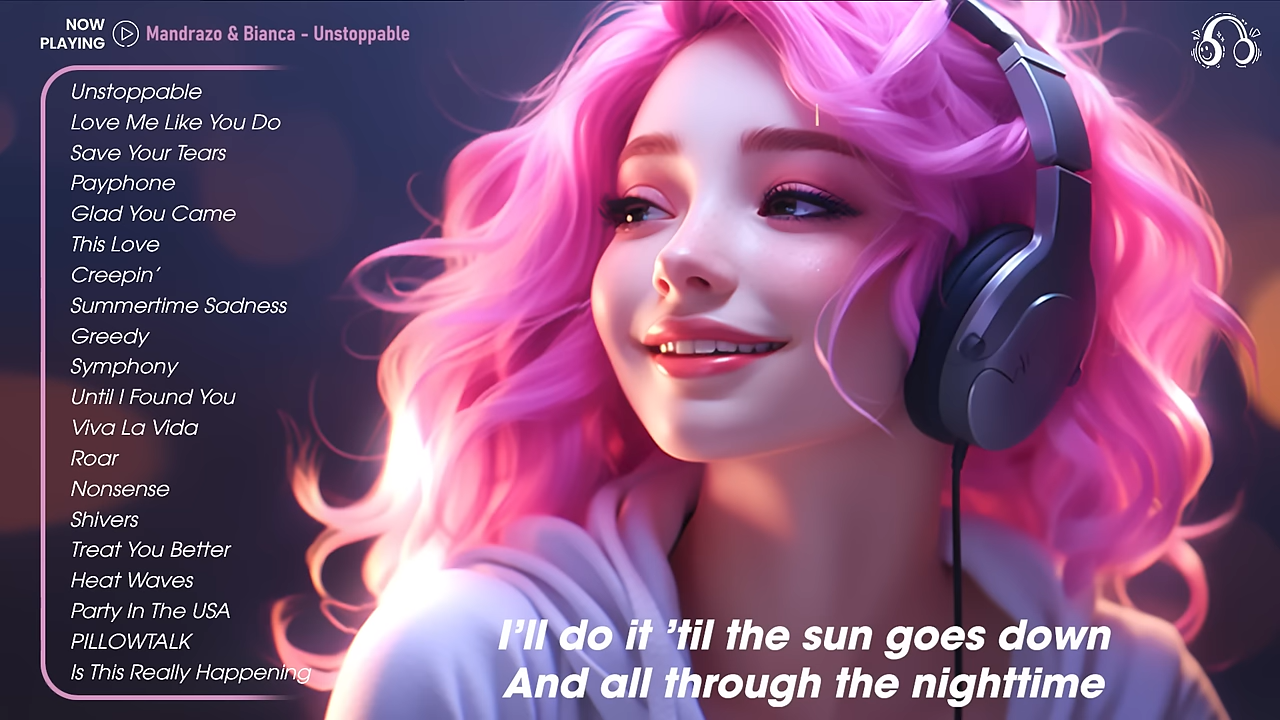 NOW
PLAYING
Mandrazo & Bianca - Unstoppable
Unstoppable
Love Me Like You Do
Save Your Tears
Payphone
Glad You Came
This Love
Creepin’
Summertime Sadness
Greedy
Symphony
Until I Found You
Viva La Vida
Roar
Nonsense
Shivers
Treat You Better
Heat Waves
Party In The USA
PILLOWTALK
Is This Really Happening
I’ll do it ’til the sun goes down
And all through the nighttime